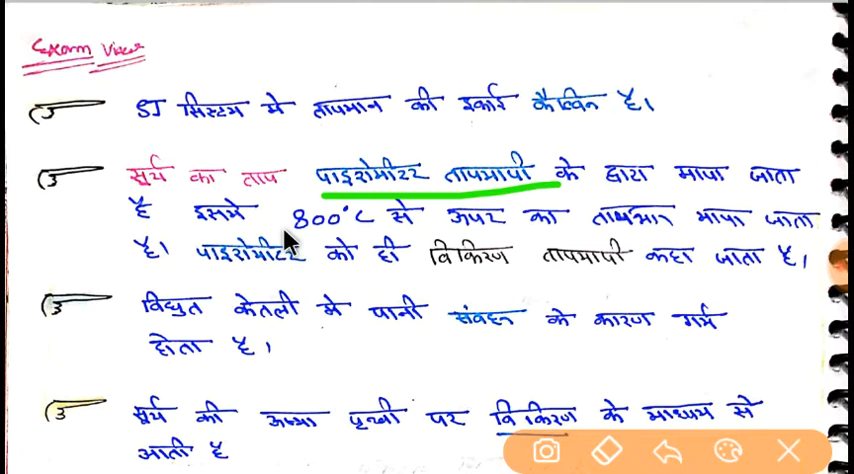 Exam View
SI सिस्टम मे तापमान की इकाई कैल्विन है।
सूर्य का ताप पाइरोमीटर तापमापी के द्वारा मापा जाता
है इसमे 800°C से ऊपर का तापमान मापा जाता
है। पाइरोमीटर को ही विकिरण तापमापी कहा जाता है।
विद्युत केतली मे पानी संवहन के कारण गर्म
होता है।
सूर्य की ऊष्मा पृथ्वी पर विकिरण के माध्यम से
आती है